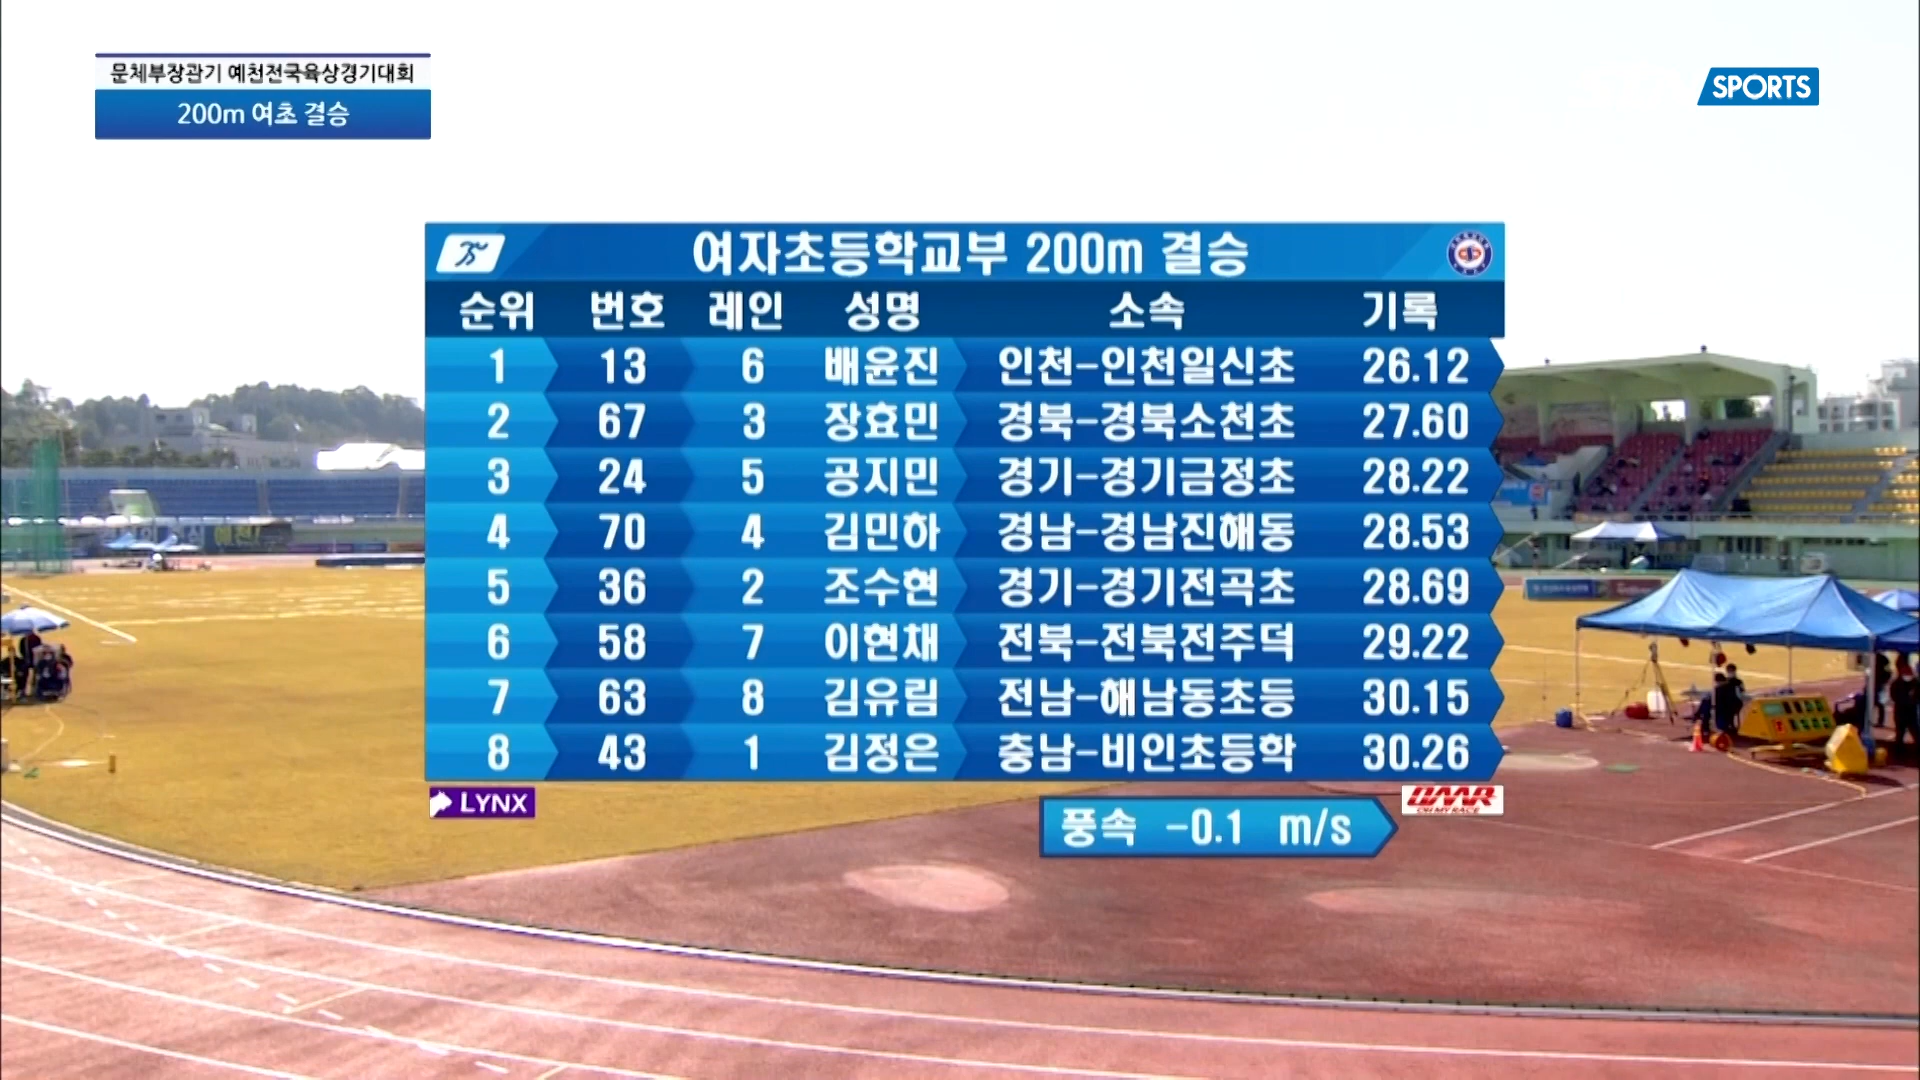 문체부장관기 예천전국육상경기대회
200m 여초 결승
SPORTS
여자초등학교부 200m 결승
순위 번호 레인 성명 소속 기록
1 13 6 배윤진 인천-인천일신초 26.12
2 67 3 장효민 경북-경북소천초 27.60
3 24 5 공지민 경기-경기금정초 28.22
4 70 4 김민하 경남-경남진해동 28.53
5 36 2 조수현 경기-경기전곡초 28.69
6 58 7 이현채 전북-전북전주덕 29.22
7 63 8 김유림 전남-해남동초등 30.15
8 43 1 김정은 충남-비인초등학 30.26
LYNX
OMR
OH MY RACE
풍속 -0.1 m/s